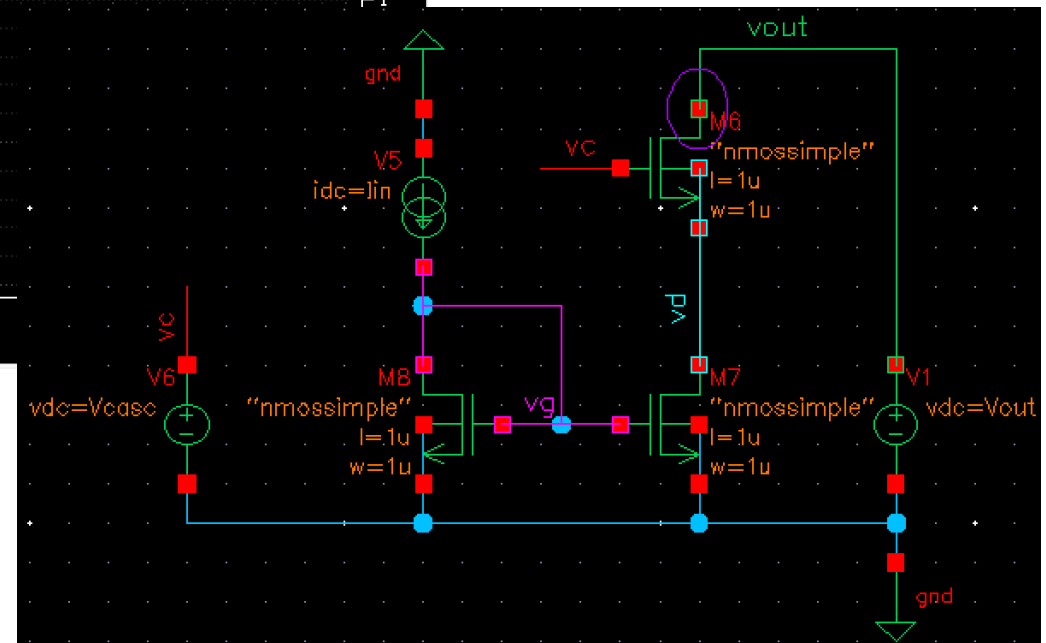 vout
gnd
M6
V5
vc
"nmossimple"
idc=Iin
l=1u
w=1u
vd
vc
V6
M8
M7
V1
vdc=Vcasc
"nmossimple"
vg
"nmossimple"
vdc=Vout
l=1u
l=1u
w=1u
w=1u
gnd